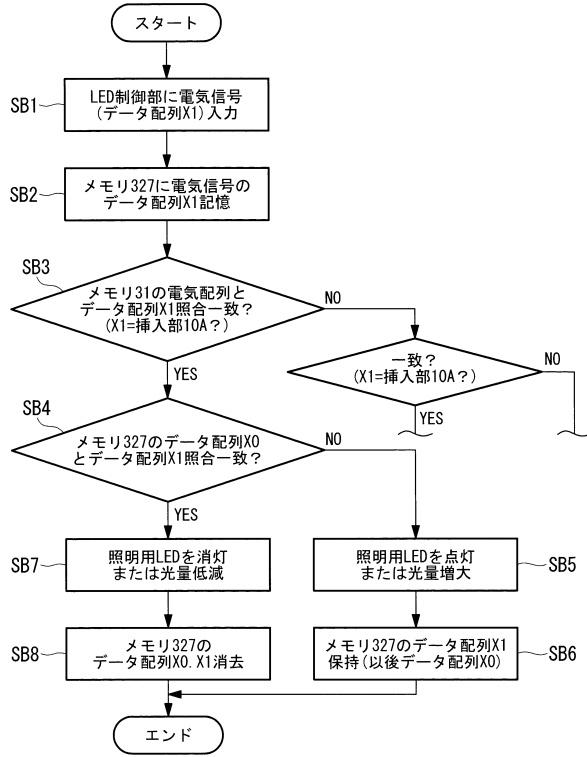 スタート
SB1
LED制御部に電気信号
(データ配列X1)入力
SB2
メモリ327に電気信号の
データ配列X1記憶
SB3
メモリ31の電気配列と
データ配列X1照合一致?
(X1=挿入部10A?)
NO
YES
一致?
(X1=挿入部10A?)
NO
YES
SB4
メモリ327のデータ配列X0
とデータ配列X1照合一致?
NO
YES
SB7
照明用LEDを消灯
または光量低減
照明用LEDを点灯
または光量増大
SB5
SB8
メモリ327の
データ配列X0.X1消去
メモリ327のデータ配列X1
保持(以後データ配列X0)
SB6
エンド